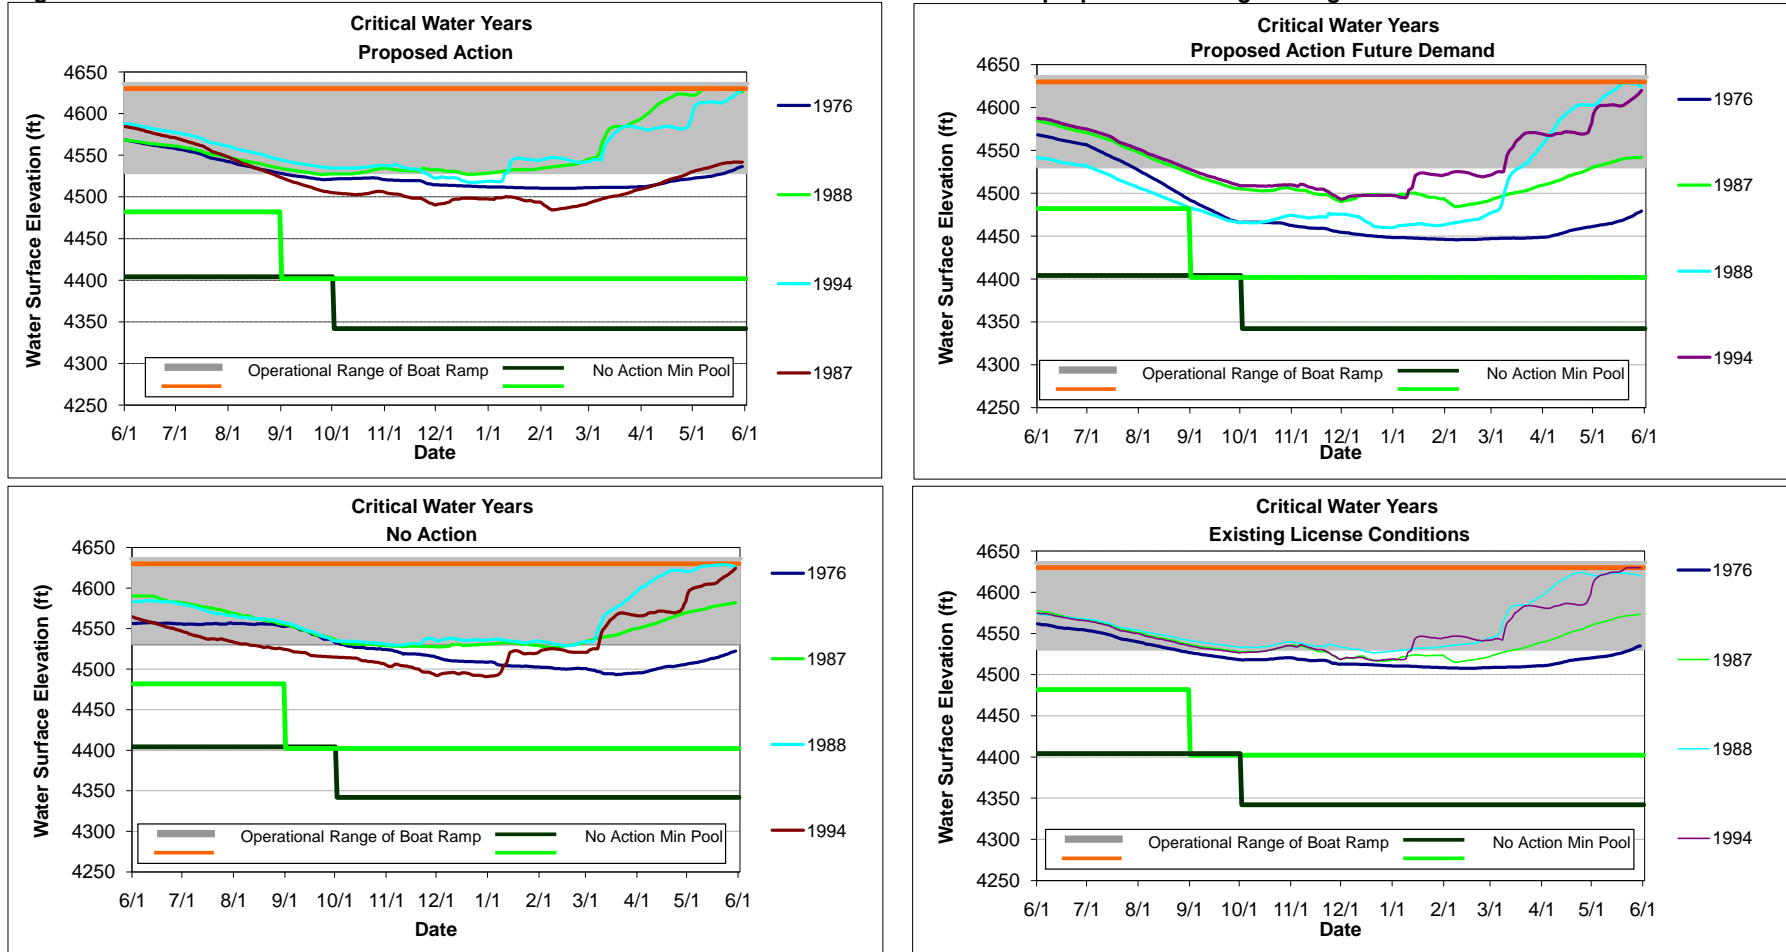 Critical Water Years
Proposed Action
Water Surface Elevation (ft)
4650
4600
4550
4500
4450
4400
4350
4300
4250
6/1 7/1 8/1 9/1 10/1 11/1 12/1 1/1 2/1 3/1 4/1 5/1 6/1
Date
Operational Range of Boat Ramp
No Action Min Pool
1976
1988
1994
1987
Critical Water Years
Proposed Action Future Demand
Water Surface Elevation (ft)
4650
4600
4550
4500
4450
4400
4350
4300
4250
6/1 7/1 8/1 9/1 10/1 11/1 12/1 1/1 2/1 3/1 4/1 5/1 6/1
Date
Operational Range of Boat Ramp
No Action Min Pool
1976
1987
1988
1994
Critical Water Years
No Action
Water Surface Elevation (ft)
4650
4600
4550
4500
4450
4400
4350
4300
4250
6/1 7/1 8/1 9/1 10/1 11/1 12/1 1/1 2/1 3/1 4/1 5/1 6/1
Date
Operational Range of Boat Ramp
No Action Min Pool
1976
1987
1988
1994
Critical Water Years
Existing License Conditions
Water Surface Elevation (ft)
4650
4600
4550
4500
4450
4400
4350
4300
4250
6/1 7/1 8/1 9/1 10/1 11/1 12/1 1/1 2/1 3/1 4/1 5/1 6/1
Date
Operational Range of Boat Ramp
No Action Min Pool
1976
1987
1988
1994